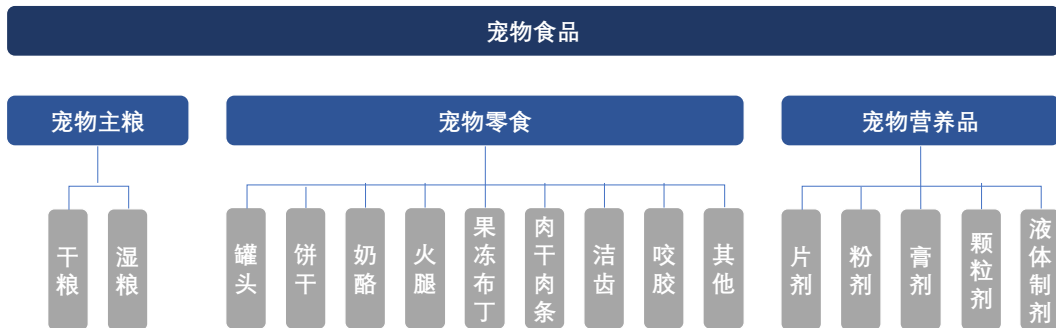 宠物食品
宠物主粮
宠物零食
宠物营养品
干粮
湿粮
罐头
饼干
奶酪
火腿
果冻布丁
肉干肉条
洁齿
咬胶
其他
片剂
粉剂
膏剂
颗粒剂
液体制剂